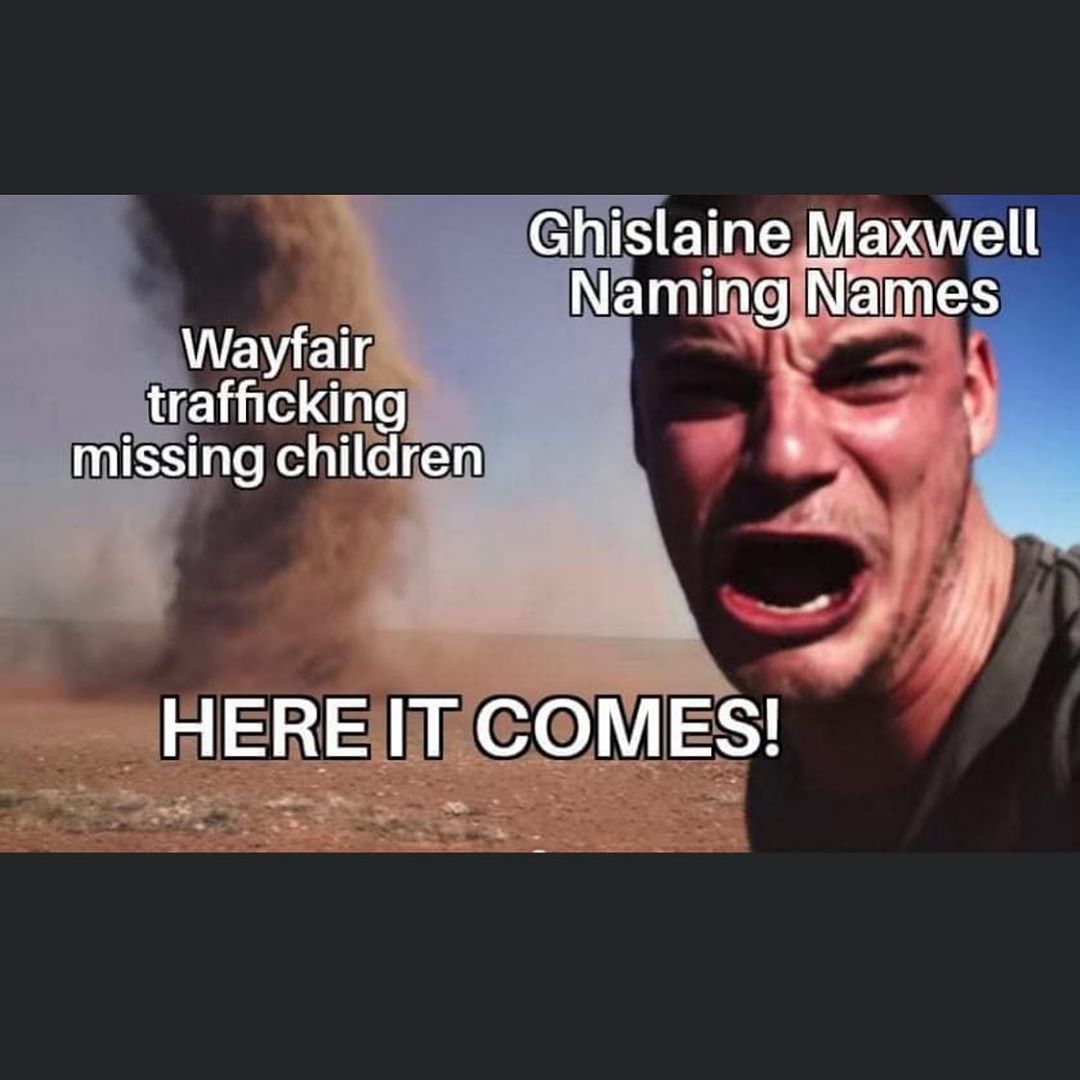 Ghislaine Maxwell
Naming Names
Wayfair
trafficking
missing children
HERE IT COMES!